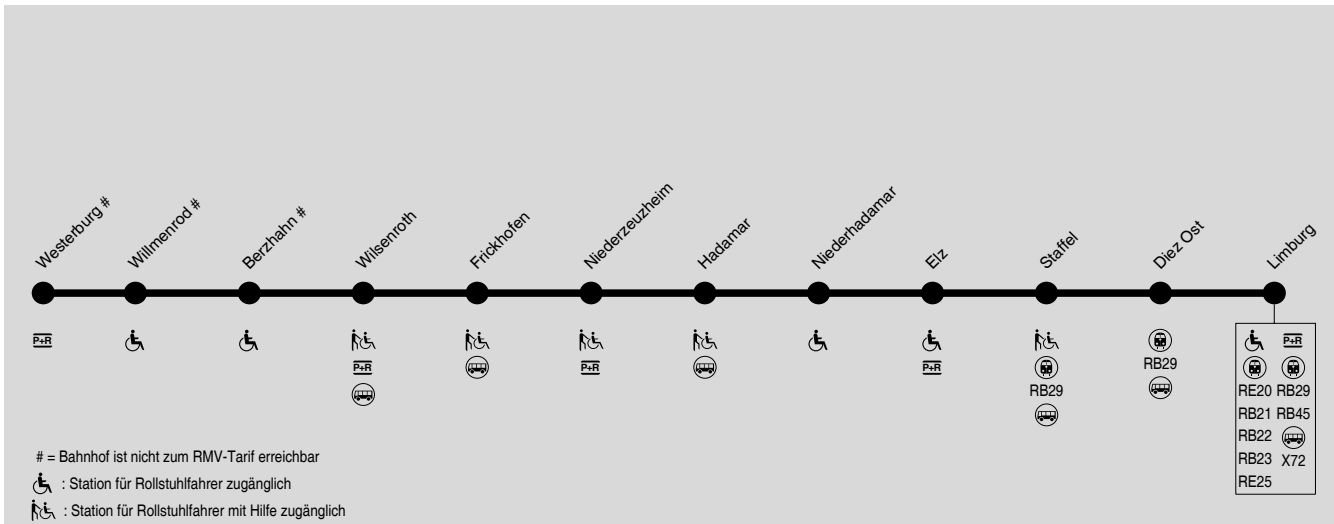 Westerburg #
Willmenrod #
Berzhahn #
Wilsenroth
Frickhofen
Niederzeuzheim
Hadamar
Niederhadamar
Elz
Staffel
Diez Ost
Limburg
P+R
P+R
P+R
P+R
RB29
RB29
P+R
RE20 RB29
RB21 RB45
RB22
RB23 X72
RE25
# = Bahnhof ist nicht zum RMV-Tarif erreichbar
: Station für Rollstuhlfahrer zugänglich
: Station für Rollstuhlfahrer mit Hilfe zugänglich